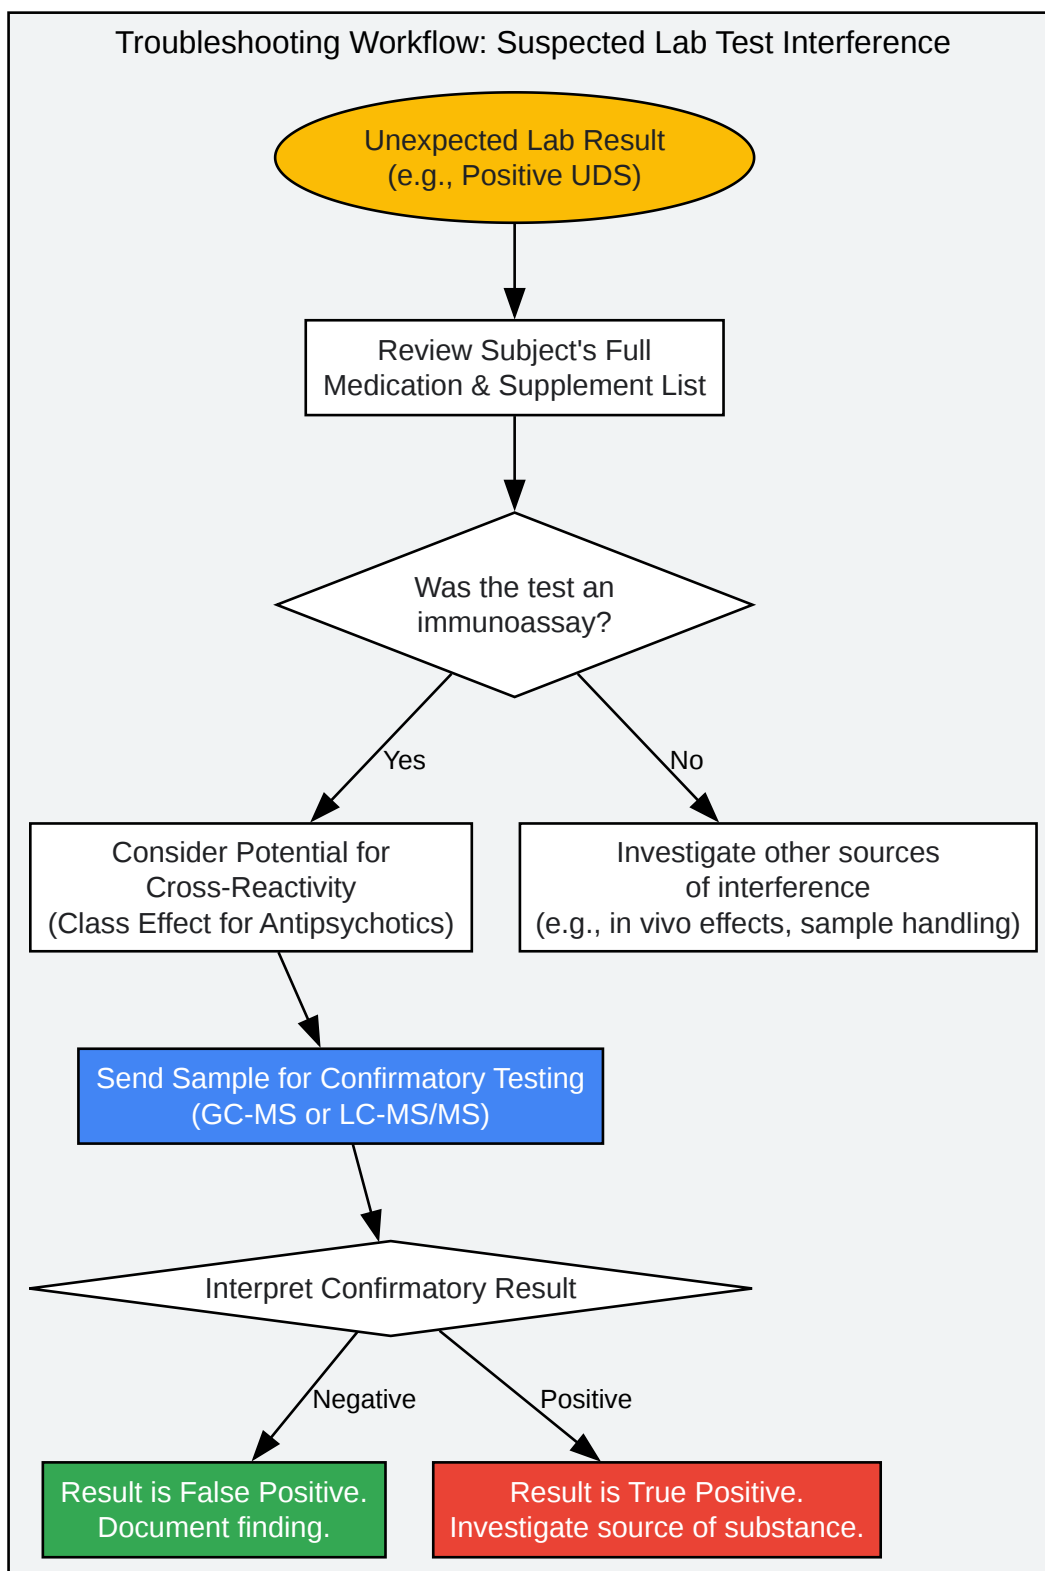 Troubleshooting Workflow: Suspected Lab Test Interference
Unexpected Lab Result
(e.g., Positive UDS)
Review Subject's Full
Medication & Supplement List
Was the test an
immunoassay?
Yes
No
Consider Potential for
Cross-Reactivity
(Class Effect for Antipsychotics)
Investigate other sources
of interference
(e.g., in vivo effects, sample handling)
Send Sample for Confirmatory Testing
(GC-MS or LC-MS/MS)
Interpret Confirmatory Result
Negative
Positive
Result is False Positive.
Document finding.
Result is True Positive.
Investigate source of substance.